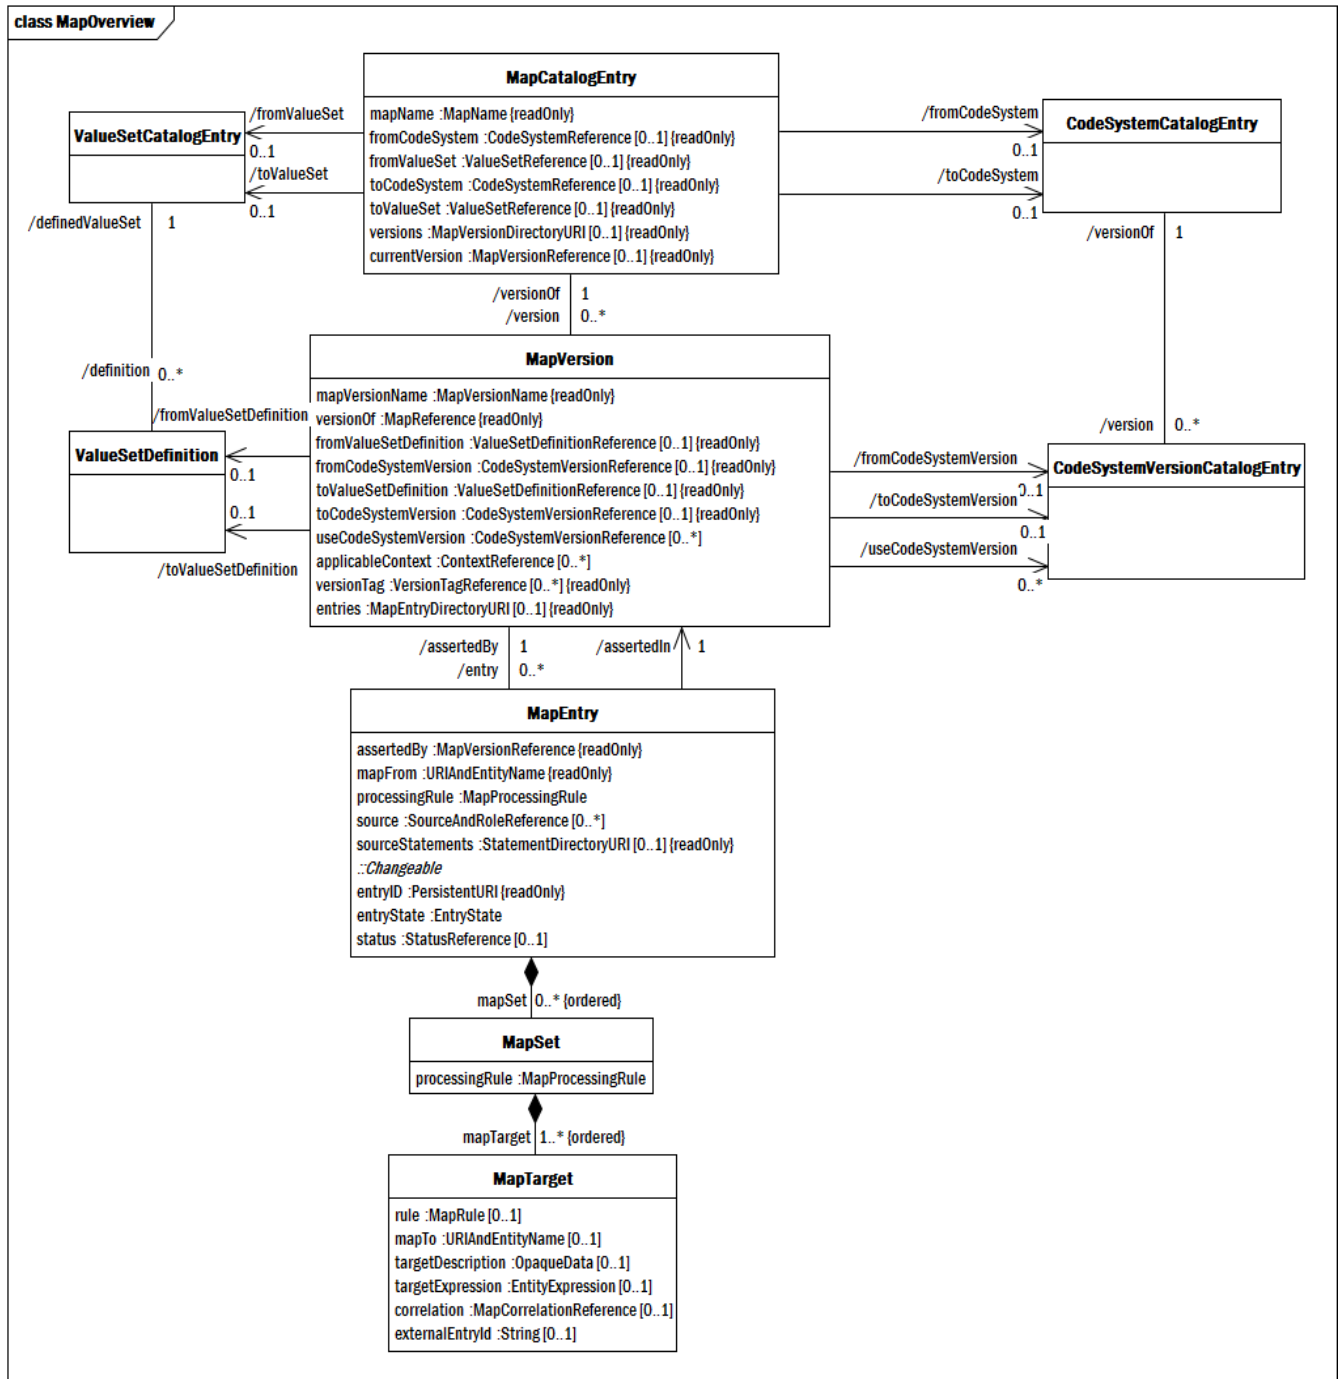 class MapOverview
MapCatalogEntry
mapName :MapName {readOnly}
fromCodeSystem :CodeSystemReference [0..1] {readOnly}
fromValueSet :ValueSetReference [0..1] {readOnly}
toCodeSystem :CodeSystemReference [0..1] {readOnly}
toValueSet :ValueSetReference [0..1] {readOnly}
versions :MapVersionDirectoryURI [0..1] {readOnly}
currentVersion :MapVersionReference [0..1] {readOnly}
/fromValueSet
0..1
/toValueSet
0..1
ValueSetCatalogEntry
/definedValueSet 1
/fromCodeSystem
0..1
/toCodeSystem
0..1
CodeSystemCatalogEntry
/versionOf 1
/versionOf 1
/version 0..*
/definition 0..*
MapVersion
mapVersionName :MapVersionName {readOnly}
versionOf :MapReference {readOnly}
fromValueSetDefinition :ValueSetDefinitionReference [0..1] {readOnly}
fromCodeSystemVersion :CodeSystemVersionReference [0..1] {readOnly}
toValueSetDefinition :ValueSetDefinitionReference [0..1] {readOnly}
toCodeSystemVersion :CodeSystemVersionReference [0..1] {readOnly}
useCodeSystemVersion :CodeSystemVersionReference [0..*]
applicableContext :ContextReference [0..*]
versionTag :VersionTagReference [0..*] {readOnly}
entries :MapEntryDirectoryURI [0..1] {readOnly}
/fromValueSetDefinition
ValueSetDefinition
0..1
0..1
/toValueSetDefinition
/version 0..*
/fromCodeSystemVersion
0..1
/toCodeSystemVersion
0..1
/useCodeSystemVersion
0..*
CodeSystemVersionCatalogEntry
/assertedBy 1
/entry 0..*
/assertedIn 1
MapEntry
assertedBy :MapVersionReference {readOnly}
mapFrom :URIAndEntityName {readOnly}
processingRule :MapProcessingRule
source :SourceAndRoleReference [0..*]
sourceStatements :StatementDirectoryURI [0..1] {readOnly}
::Changeable
entryID :PersistentURI {readOnly}
entryState :EntryState
status :StatusReference [0..1]
mapSet 0..* {ordered}
MapSet
processingRule :MapProcessingRule
mapTarget 1..* {ordered}
MapTarget
rule :MapRule [0..1]
mapTo :URIAndEntityName [0..1]
targetDescription :OpaqueData [0..1]
targetExpression :EntityExpression [0..1]
correlation :MapCorrelationReference [0..1]
externalEntryId :String [0..1]